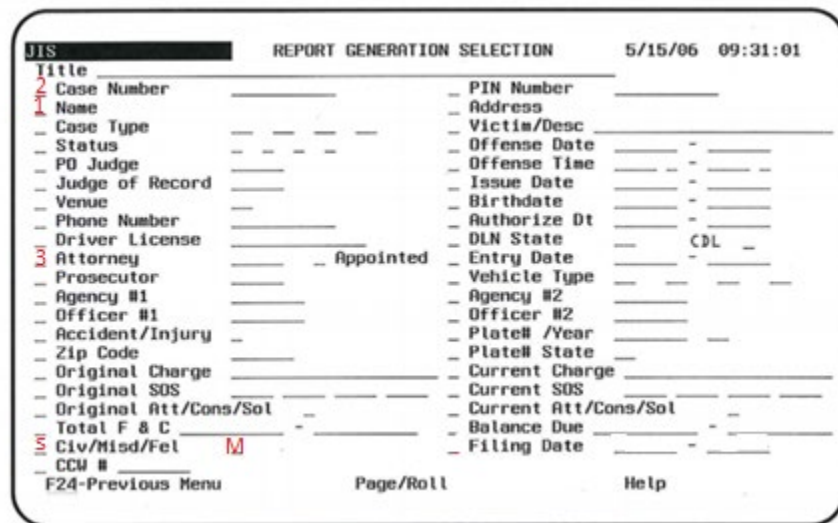 JIS REPORT GENERATION SELECTION 5/15/06 09:31:01
Title
2 Case Number _ PIN Number
1 Name _ Address
_ Case Type _ Victim/Desc
_ Status _ Offense Date -
_ PO Judge _ Offense Time -
_ Judge of Record _ Issue Date -
_ Venue _ Birthdate -
_ Phone Number _ Authorize Dt -
_ Driver License _ DLN State CDL _
3 Attorney _ Appointed _ Entry Date -
_ Prosecutor _ Vehicle Type
_ Agency #1 _ Agency #2
_ Officer #1 _ Officer #2
_ Accident/Injury _ Plate# /Year
_ Zip Code _ Plate# State
_ Original Charge _ Current Charge
_ Original SOS _ Current SOS
_ Original Att/Cons/Sol _ Current Att/Cons/Sol
_ Total F & C - _ Balance Due -
S Civ/Misd/Fel M _ Filing Date -
_ CCW #
F24-Previous Menu Page/Roll Help